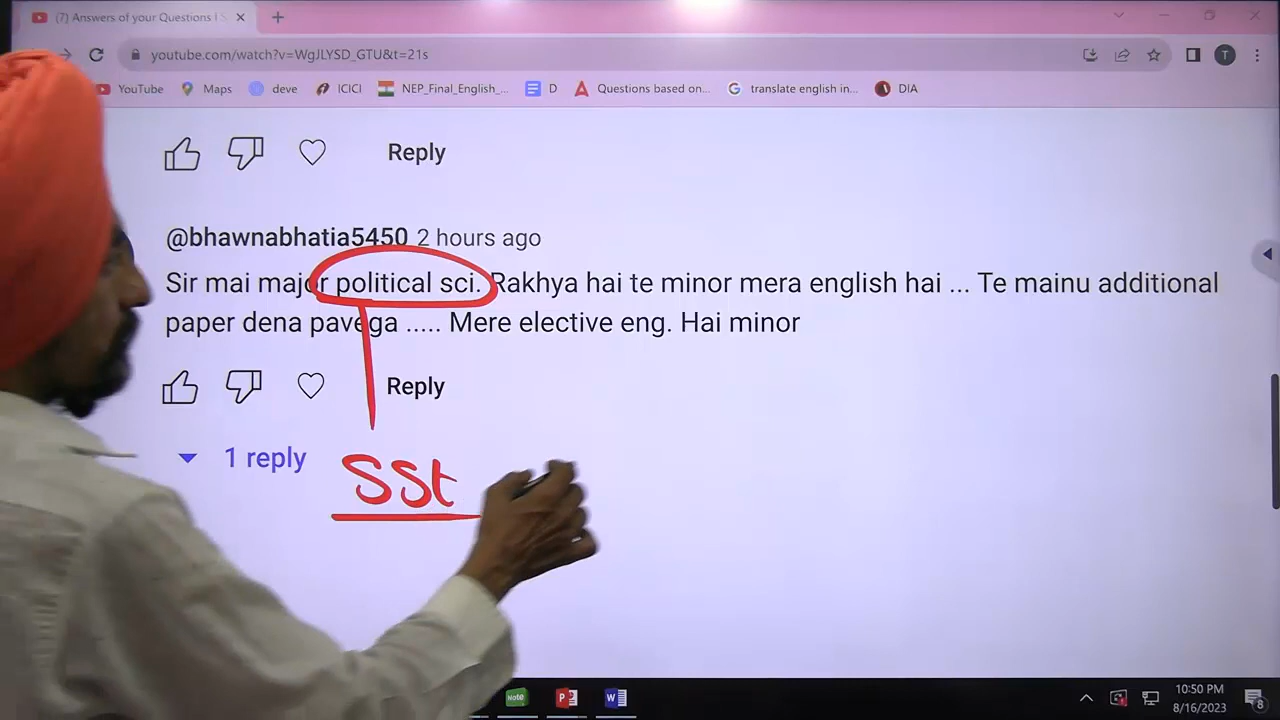 (7) Answers of your Questions I S
youtube.com/watch?v=WgJLYSD_GTU&t=21s
T
YouTube
Maps
deve
ICICI
NEP_Final_English_...
D
Questions based on...
translate english in...
DIA
Reply
@bhawnabhatia5450 2 hours ago
Sir mai major political sci. Rakhya hai te minor mera english hai ... Te mainu additional
paper dena pavega ..... Mere elective eng. Hai minor
Reply
1 reply
SSt
Note
P
W
10:50 PM
8/16/2023
8